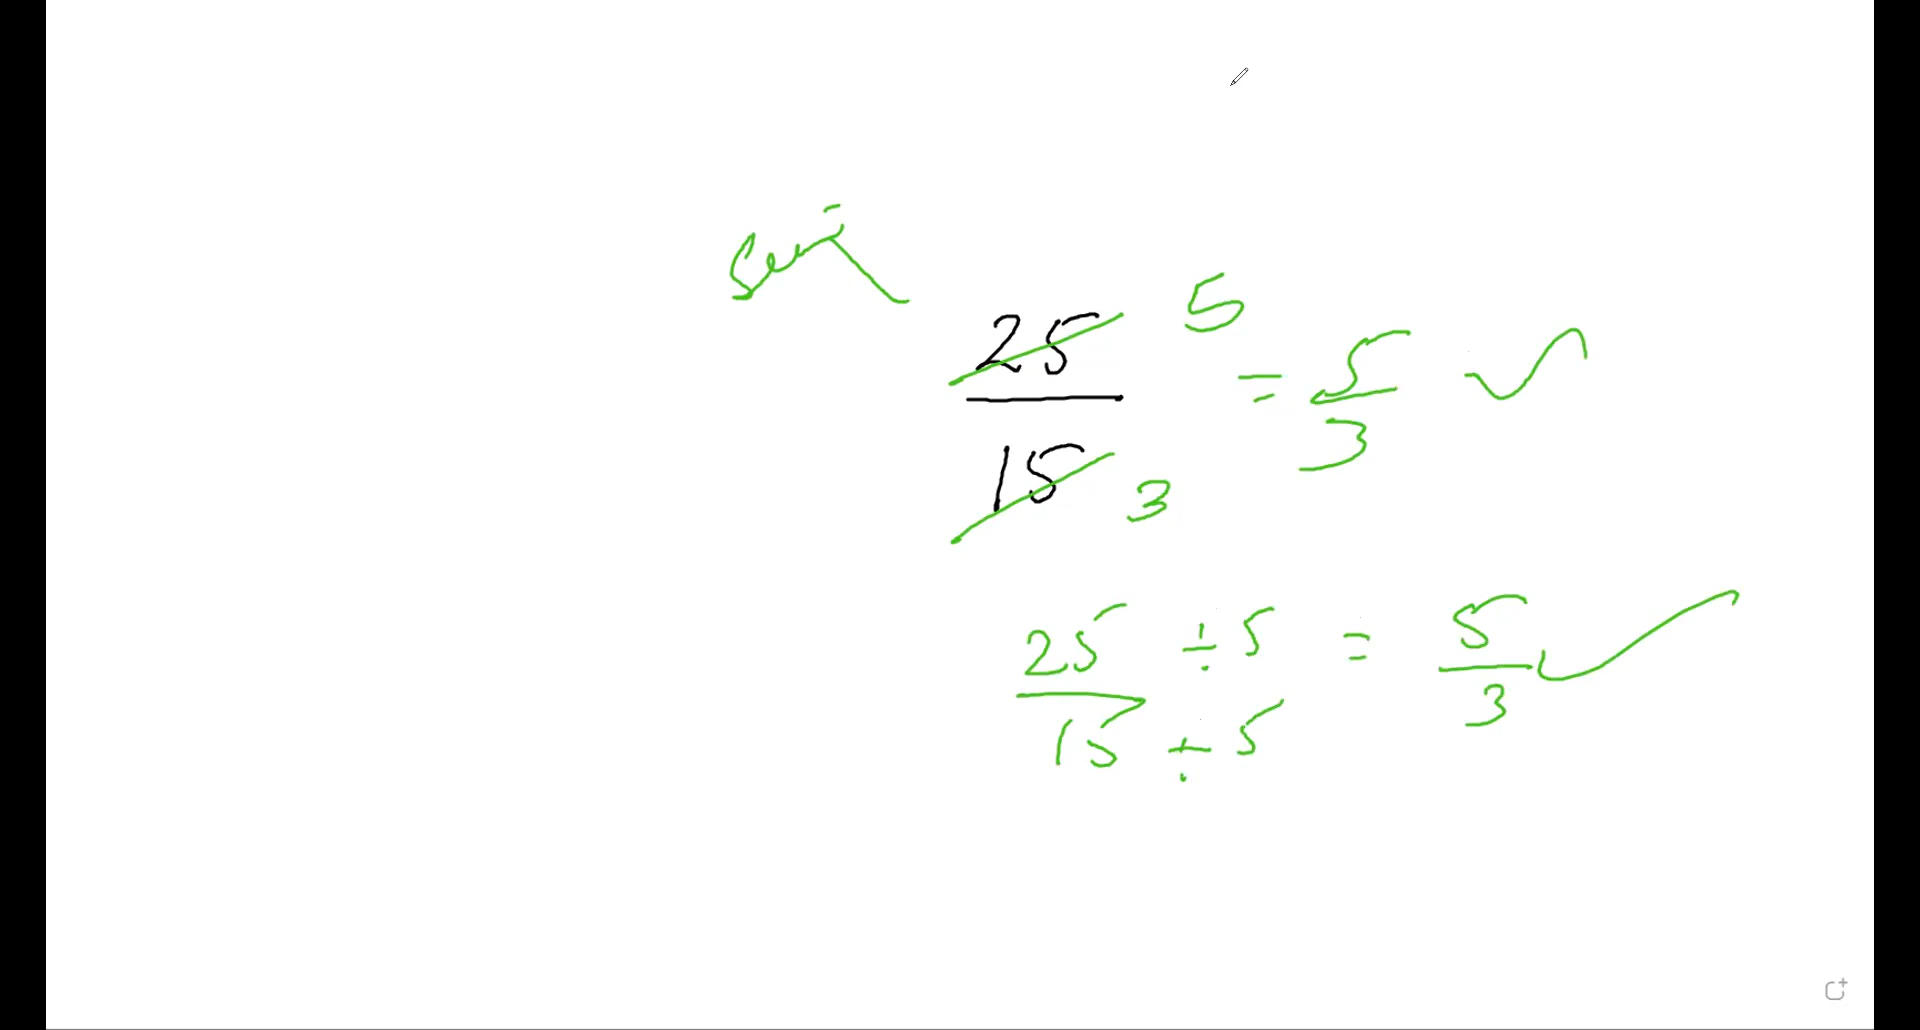 25 5
— = 5/3 ✓
15 3
25 ÷ 5 = 5
15 ÷ 5 3 ✓